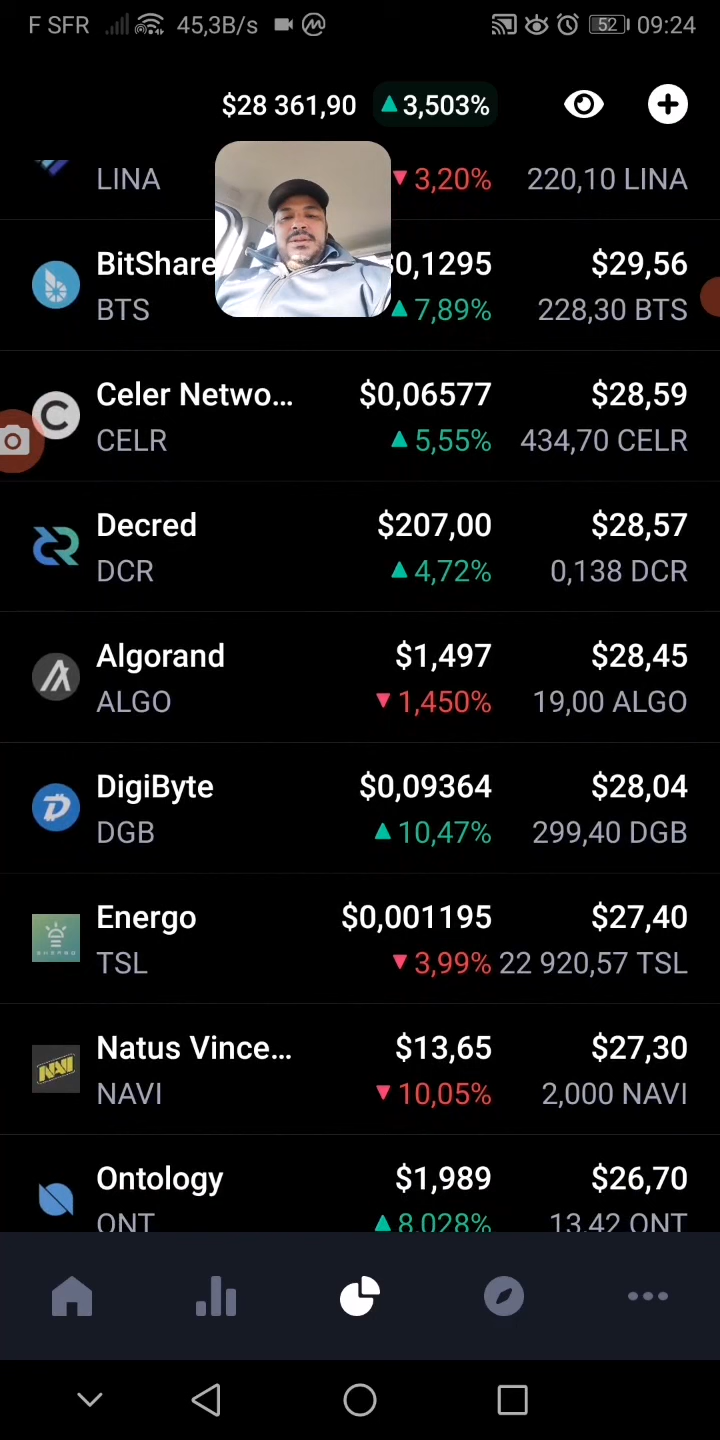 F SFR 45,3B/s 52 09:24
$28 361,90 3,503%
LINA 3,20% 220,10 LINA
BitShare 0,1295 $29,56
BTS 7,89% 228,30 BTS
Celer Netwo... $0,06577 $28,59
CELR 5,55% 434,70 CELR
Decred $207,00 $28,57
DCR 4,72% 0,138 DCR
Algorand $1,497 $28,45
ALGO 1,450% 19,00 ALGO
DigiByte $0,09364 $28,04
DGB 10,47% 299,40 DGB
Energo $0,001195 $27,40
TSL 3,99% 22 920,57 TSL
Natus Vince... $13,65 $27,30
NAVI 10,05% 2,000 NAVI
Ontology $1,989 $26,70
ONT 8,028% 13,42 ONT